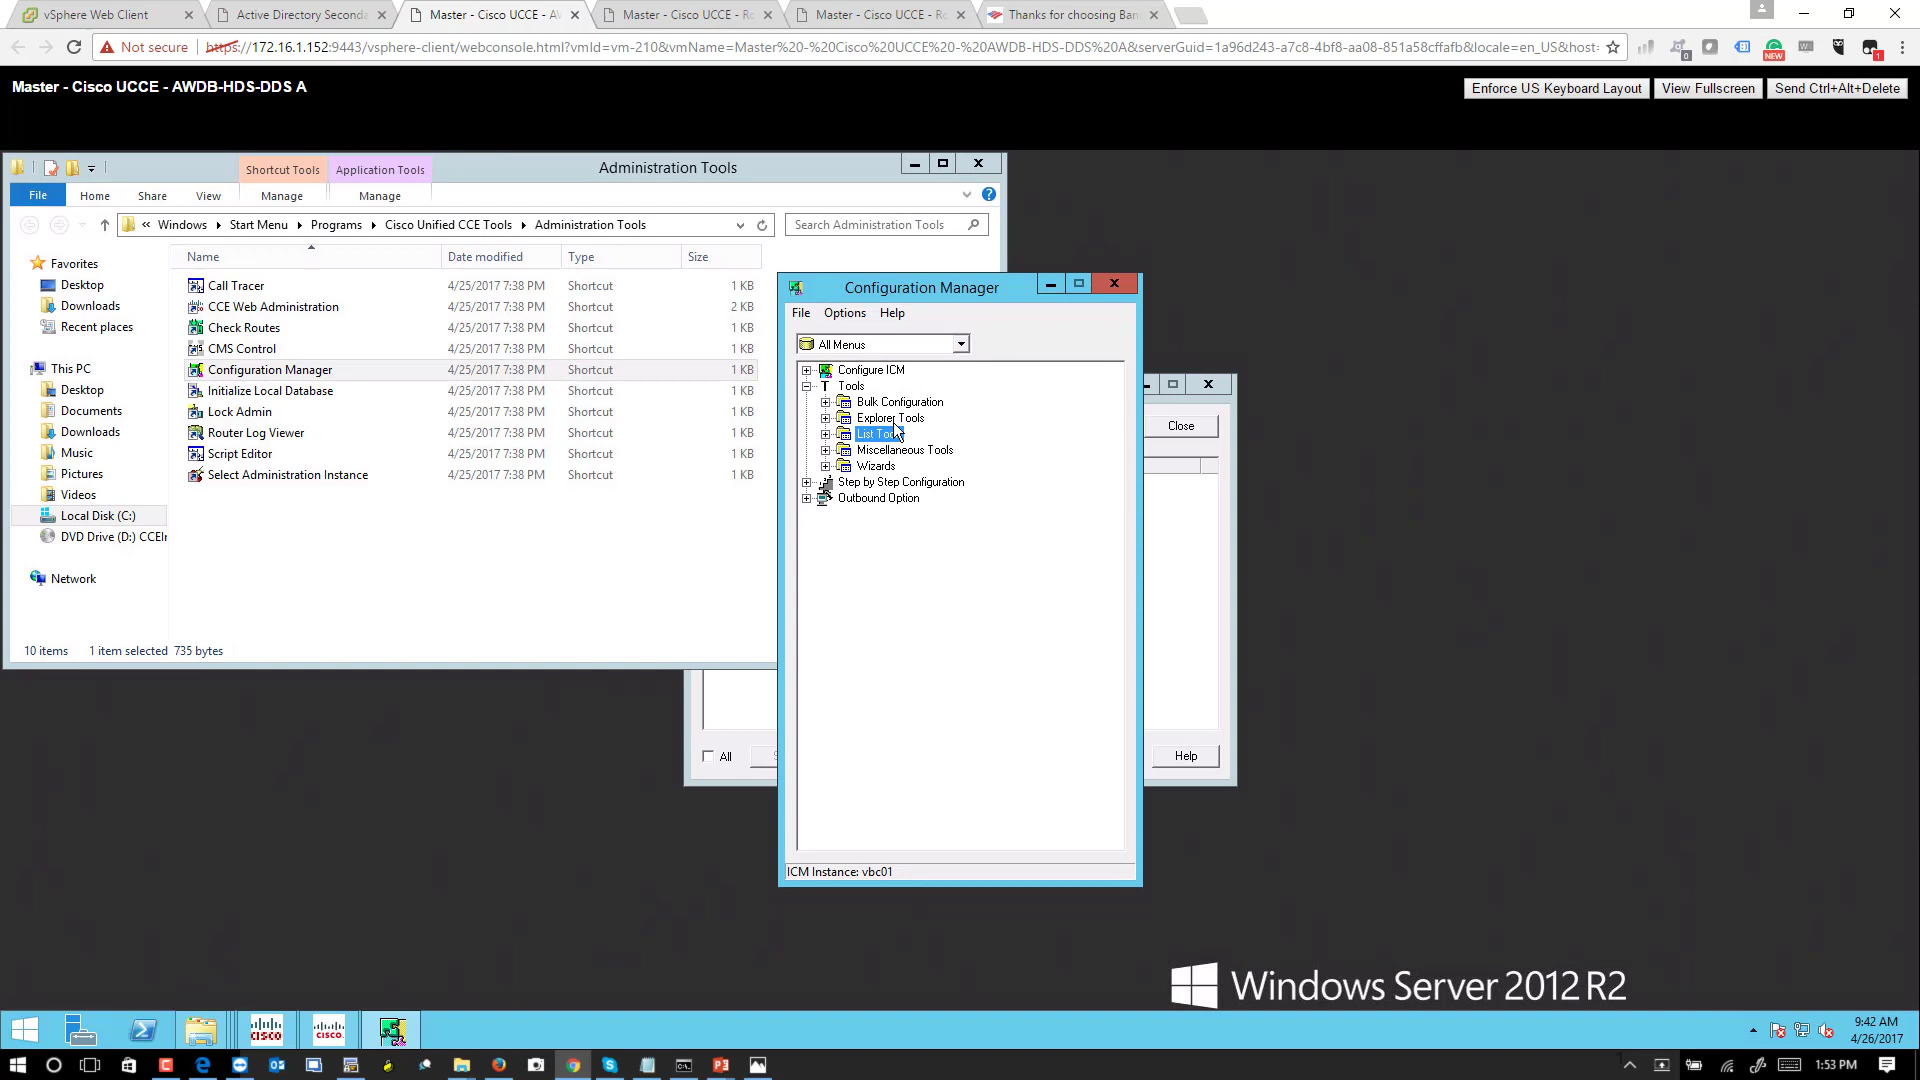 vSphere Web Client
Active Directory Seconda
Master - Cisco UCCE - AW
Master - Cisco UCCE - Ro
Master - Cisco UCCE - Ro
Thanks for choosing Ban
Not secure
https://172.16.1.152:9443/vsphere-client/webconsole.html?vmId=vm-210&vmName=Master%20-%20Cisco%20UCCE%20-%20AWDB-HDS-DDS%20A&serverGuid=1a96d243-a7c8-4bf8-aa08-851a58cffafb&locale=en_US&host=
0
NEW
1
Master - Cisco UCCE - AWDB-HDS-DDS A
Enforce US Keyboard Layout
View Fullscreen
Send Ctrl+Alt+Delete
Shortcut Tools
Application Tools
Administration Tools
File
Home
Share
View
Manage
Manage
« Windows
Start Menu
Programs
Cisco Unified CCE Tools
Administration Tools
Search Administration Tools
Name
Date modified
Type
Size
Favorites
Desktop
Downloads
Recent places
This PC
Desktop
Documents
Downloads
Music
Pictures
Videos
Local Disk (C:)
DVD Drive (D:) CCEIn
Network
Call Tracer 4/25/2017 7:38 PM Shortcut 1 KB
CCE Web Administration 4/25/2017 7:38 PM Shortcut 2 KB
Check Routes 4/25/2017 7:38 PM Shortcut 1 KB
CMS Control 4/25/2017 7:38 PM Shortcut 1 KB
Configuration Manager 4/25/2017 7:38 PM Shortcut 1 KB
Initialize Local Database 4/25/2017 7:38 PM Shortcut 1 KB
Lock Admin 4/25/2017 7:38 PM Shortcut 1 KB
Router Log Viewer 4/25/2017 7:38 PM Shortcut 1 KB
Script Editor 4/25/2017 7:38 PM Shortcut 1 KB
Select Administration Instance 4/25/2017 7:38 PM Shortcut 1 KB
10 items 1 item selected 735 bytes
Configuration Manager
File
Options
Help
All Menus
Configure ICM
Tools
Bulk Configuration
Explorer Tools
List Too
Miscellaneous Tools
Wizards
Step by Step Configuration
Outbound Option
ICM Instance: vbc01
Close
All
Help
Windows Server 2012 R2
CISCO
CISCO
9:42 AM
4/26/2017
1:53 PM